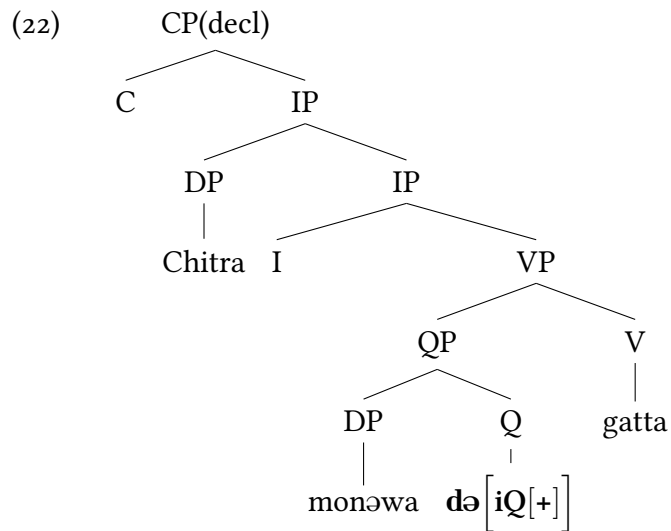 (22) CP(decl)
C IP
DP IP
Chitra I VP
QP V
DP Q gatta
monəwa də[iQ[+]]